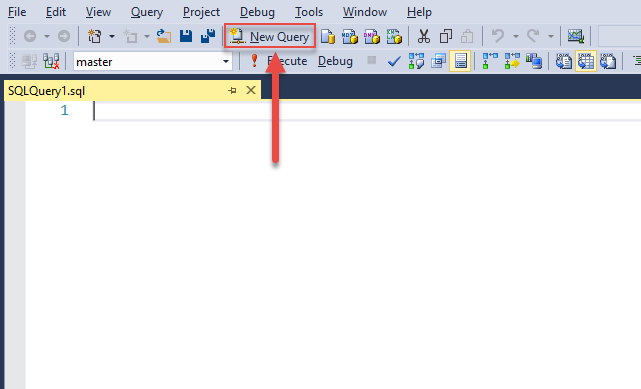 File Edit View Query Project Debug Tools Window Help
New Query
master Execute Debug
SQLQuery1.sql
1